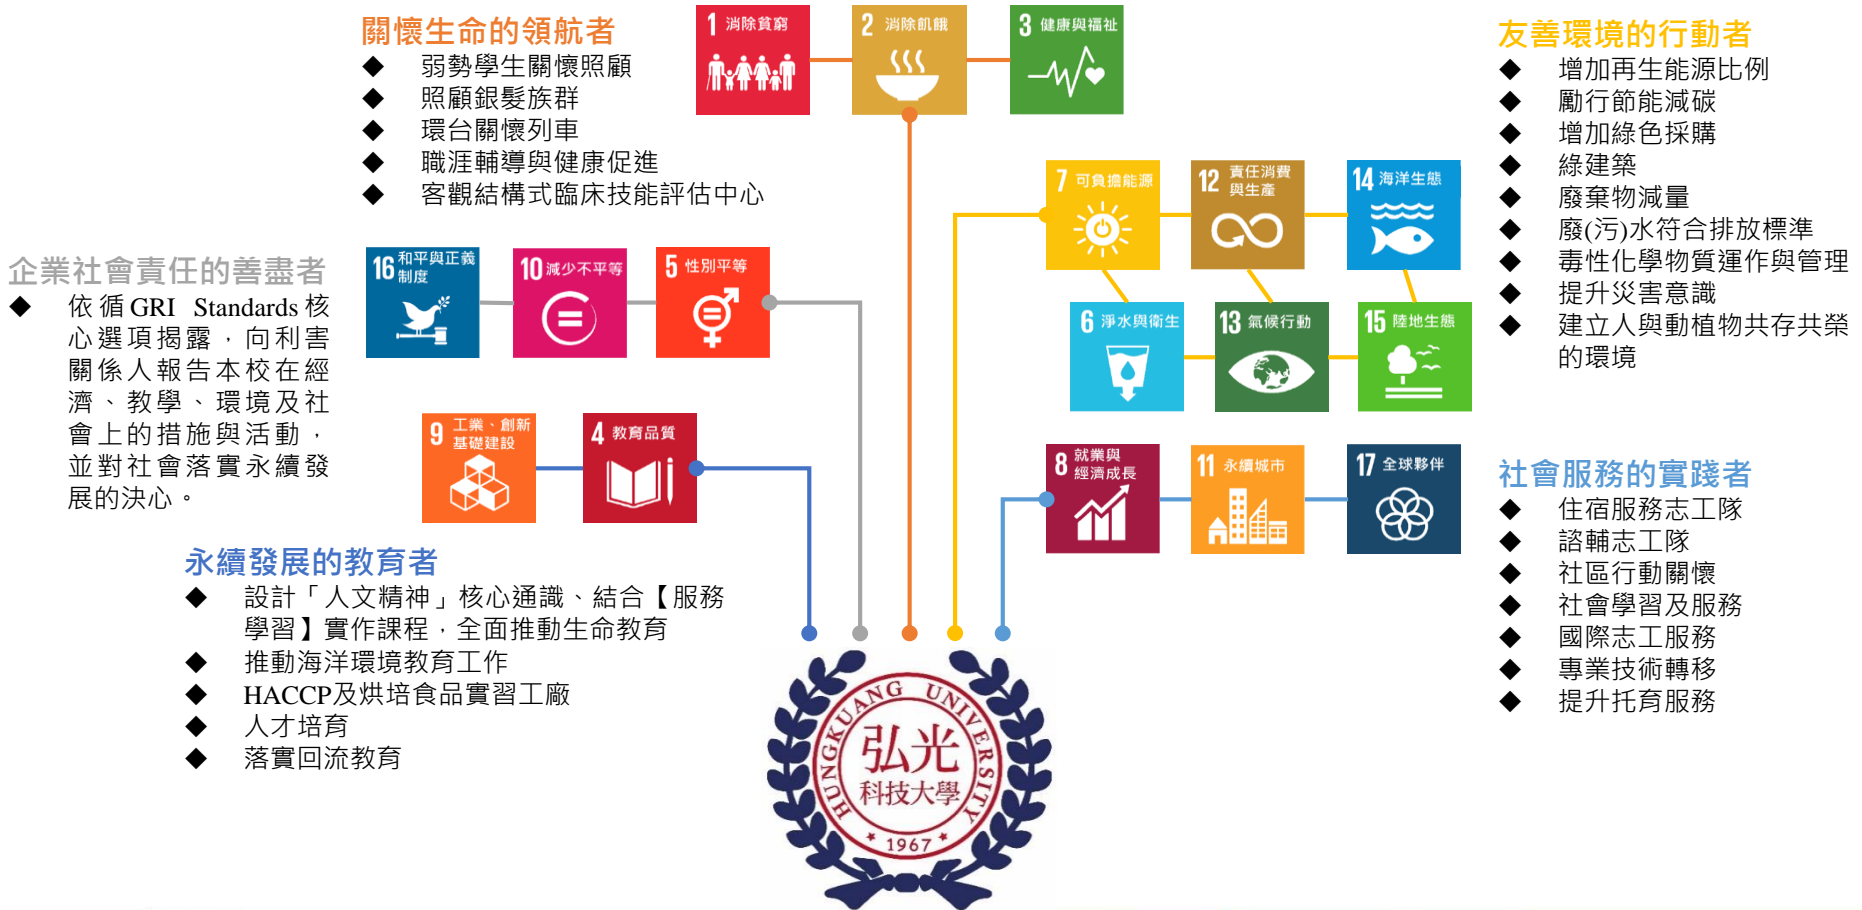 關懷生命的領航者
◆ 弱勢學生關懷照顧
◆ 照顧銀髮族群
◆ 環台關懷列車
◆ 職涯輔導與健康促進
◆ 客觀結構式臨床技能評估中心
1 消除貧窮
2 消除飢餓
3 健康與福祉
友善環境的行動者
◆ 增加再生能源比例
◆ 勵行節能減碳
◆ 增加綠色採購
◆ 綠建築
◆ 廢棄物減量
◆ 廢(污)水符合排放標準
◆ 毒性化學物質運作與管理
◆ 提升災害意識
◆ 建立人與動植物共存共榮
的環境
7 可負擔能源
12 責任消費
與生產
14 海洋生態
6 淨水與衛生
13 氣候行動
15 陸地生態
企業社會責任的善盡者
◆ 依循GRI Standards核
心選項揭露，向利害
關係人報告本校在經
濟、教學、環境及社
會上的措施與活動，
並對社會落實永續發
展的決心。
16 和平與正義
制度
10 減少不平等
5 性別平等
9 工業、創新
基礎建設
4 教育品質
8 就業與
經濟成長
11 永續城市
17 全球夥伴
社會服務的實踐者
◆ 住宿服務志工隊
◆ 諮輔志工隊
◆ 社區行動關懷
◆ 社會學習及服務
◆ 國際志工服務
◆ 專業技術轉移
◆ 提升托育服務
永續發展的教育者
◆ 設計「人文精神」核心通識、結合【服務
學習】實作課程，全面推動生命教育
◆ 推動海洋環境教育工作
◆ HACCP及烘培食品實習工廠
◆ 人才培育
◆ 落實回流教育
HUNGKUANG UNIVERSITY
弘光
科技大學
* 1967 *